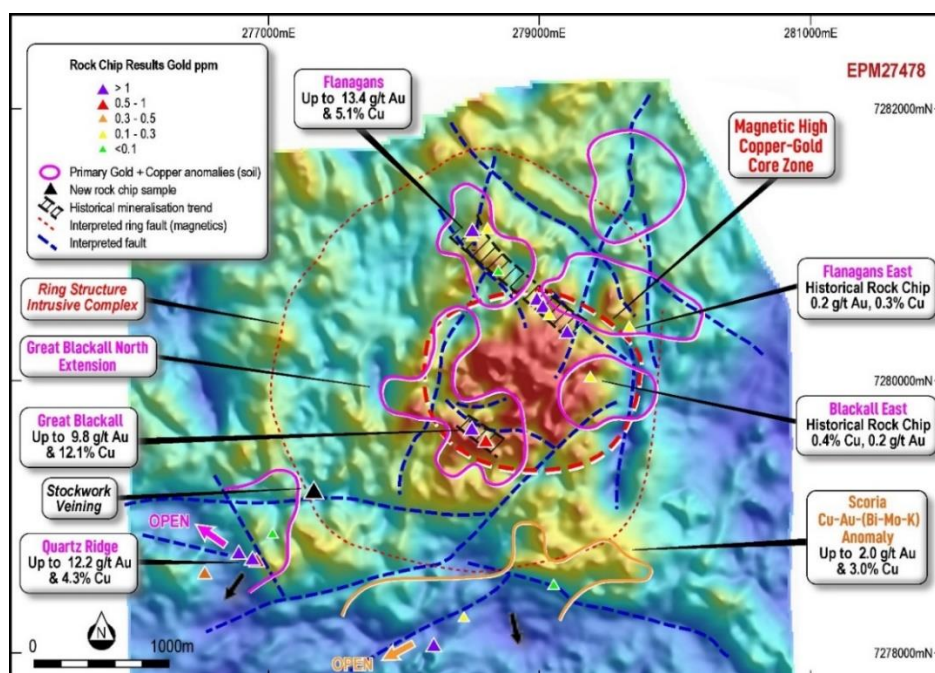 277000mE
279000mE
281000mE
EPM27478
7282000mN
7280000mN
7278000mN
Rock Chip Results Gold ppm
> 1
0.5 - 1
0.3 - 0.5
0.1 - 0.3
<0.1
Primary Gold + Copper anomalies (soil)
New rock chip sample
Historical mineralisation trend
Interpreted ring fault (magnetics)
Interpreted fault
Flanagans
Up to 13.4 g/t Au
& 5.1% Cu
Magnetic High
Copper-Gold
Core Zone
Flanagans East
Historical Rock Chip
0.2 g/t Au, 0.3% Cu
Ring Structure
Intrusive Complex
Great Blackall North
Extension
Great Blackall
Up to 9.8 g/t Au
& 12.1% Cu
Blackall East
Historical Rock Chip
0.4% Cu, 0.2 g/t Au
Stockwork
Veining
OPEN
Quartz Ridge
Up to 12.2 g/t Au
& 4.3% Cu
Scoria
Cu-Au-(Bi-Mo-K)
Anomaly
Up to 2.0 g/t Au
& 3.0% Cu
N
0
1000m
OPEN